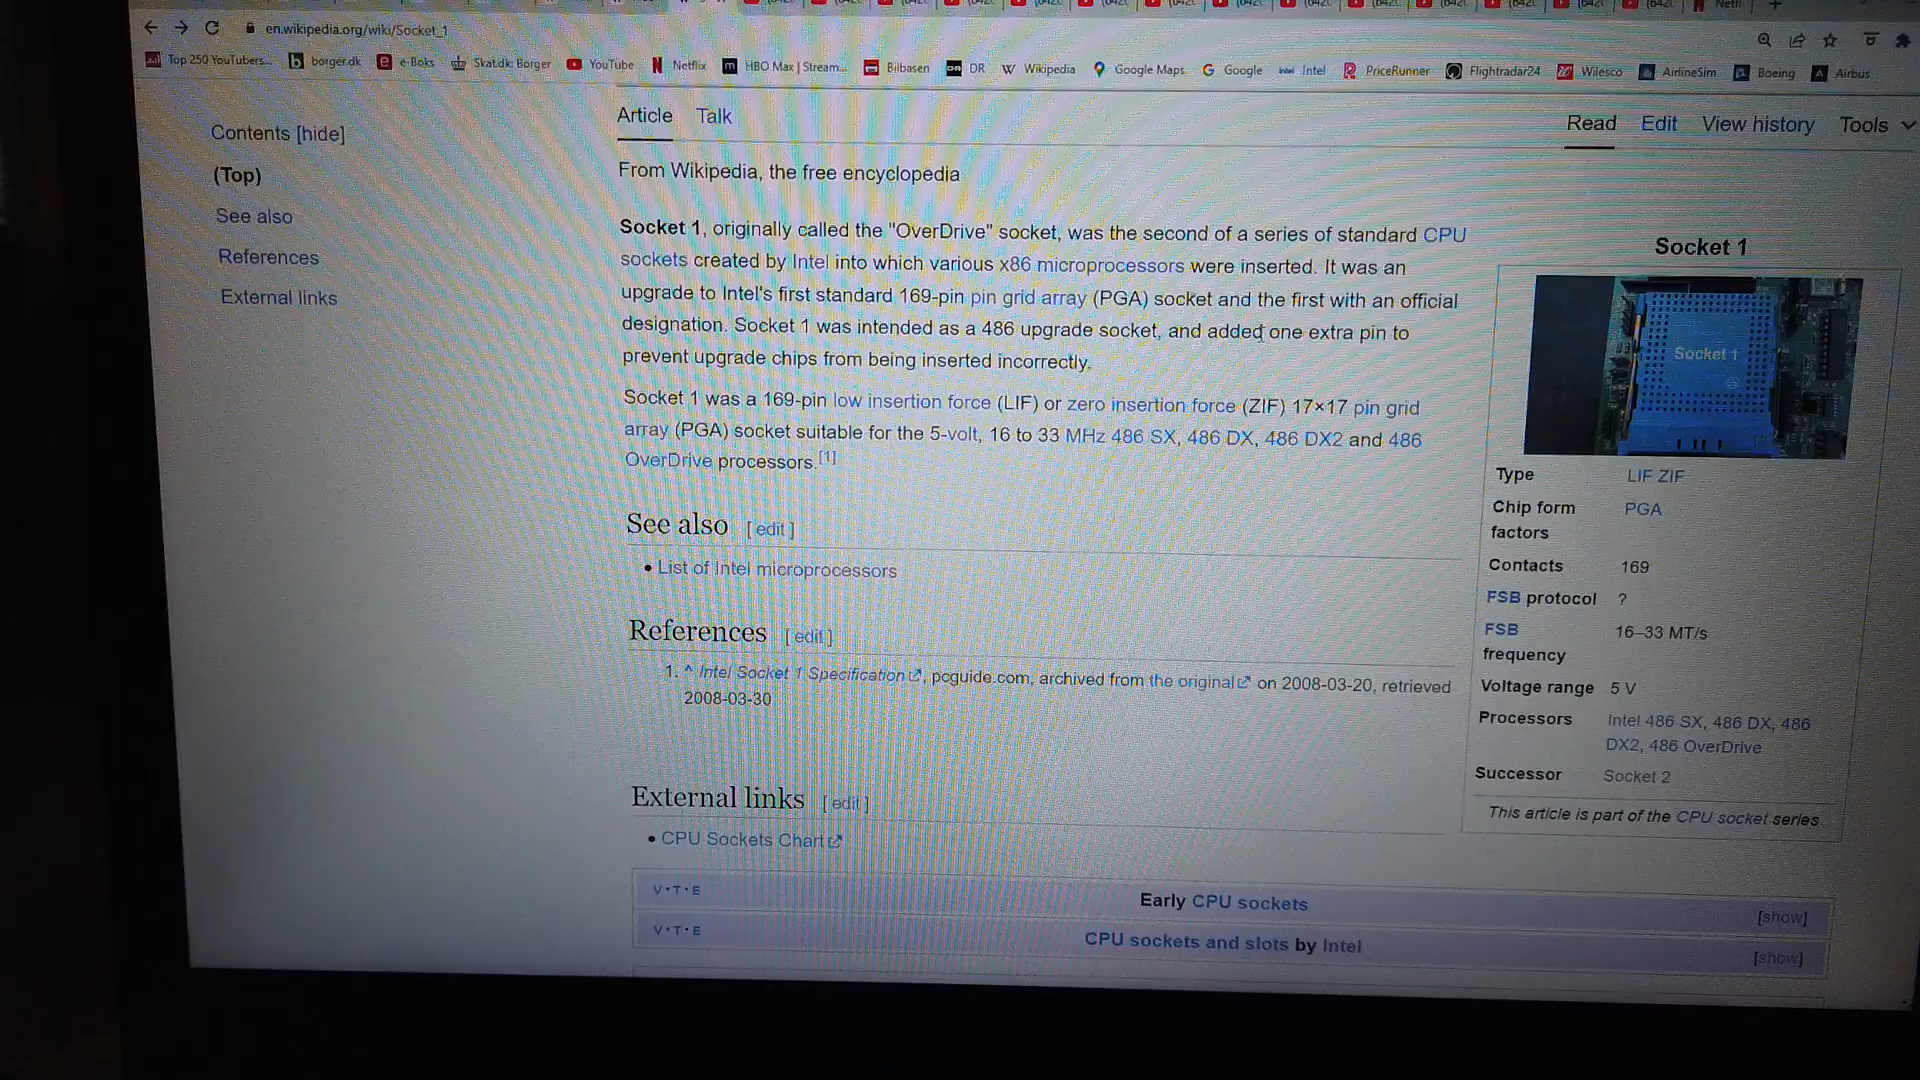 en.wikipedia.org/wiki/Socket_1
Top 250 YouTubers... borger.dk e-Boks Skat.dk: Borger YouTube Netflix HBO Max | Stream... Bilbasen DR Wikipedia Google Maps Google Intel PriceRunner Flightradar24 Wilesco AirlineSim Boeing Airbus
Contents [hide]
(Top)
See also
References
External links
Article Talk
Read Edit View history Tools
From Wikipedia, the free encyclopedia
Socket 1, originally called the "OverDrive" socket, was the second of a series of standard CPU
sockets created by Intel into which various x86 microprocessors were inserted. It was an
upgrade to Intel's first standard 169-pin pin grid array (PGA) socket and the first with an official
designation. Socket 1 was intended as a 486 upgrade socket, and added one extra pin to
prevent upgrade chips from being inserted incorrectly.
Socket 1 was a 169-pin low insertion force (LIF) or zero insertion force (ZIF) 17×17 pin grid
array (PGA) socket suitable for the 5-volt, 16 to 33 MHz 486 SX, 486 DX, 486 DX2 and 486
OverDrive processors.[1]
See also [ edit ]
• List of Intel microprocessors
References [ edit ]
1. ^ Intel Socket 1 Specification, pcguide.com, archived from the original on 2008-03-20, retrieved
2008-03-30
External links [ edit ]
• CPU Sockets Chart
Socket 1
Socket 1
Type LIF ZIF
Chip form
factors PGA
Contacts 169
FSB protocol ?
FSB
frequency 16–33 MT/s
Voltage range 5 V
Processors Intel 486 SX, 486 DX, 486
DX2, 486 OverDrive
Successor Socket 2
This article is part of the CPU socket series
V•T•E Early CPU sockets [show]
V•T•E CPU sockets and slots by Intel [show]